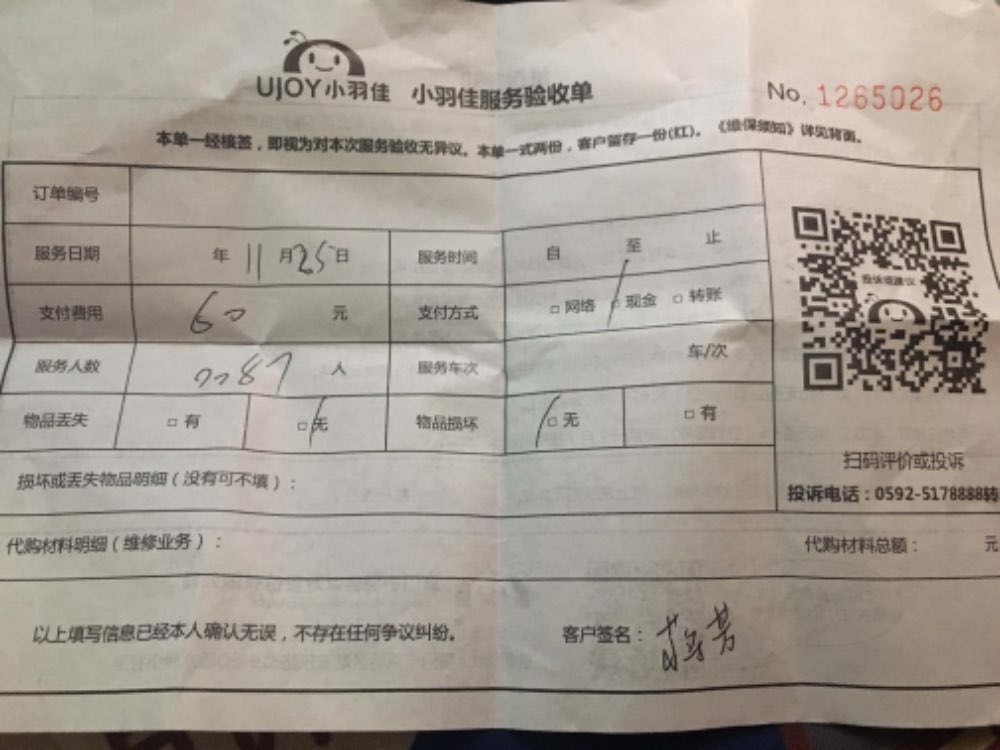 UJOY小羽佳 小羽佳服务验收单 No. 1265026
本单一经核签，即视为对本次服务验收无异议。本单一式两份，客户留存一份(红)。《维保须知》详见背面。
订单编号
服务日期 年 11 月 25 日 服务时间 自 至 止
支付费用 60 元 支付方式 □ 网络 □ 现金 □ 转账
服务人数 人 服务车次 车/次
物品丢失 □ 有 □ 无 物品损坏 □ 无 □ 有
投诉或建议
扫码评价或投诉
投诉电话：0592-5178888转
损坏或丢失物品明细（没有可不填）：
代购材料明细（维修业务）： 代购材料总额： 元
以上填写信息已经本人确认无误，不存在任何争议纠纷。 客户签名：